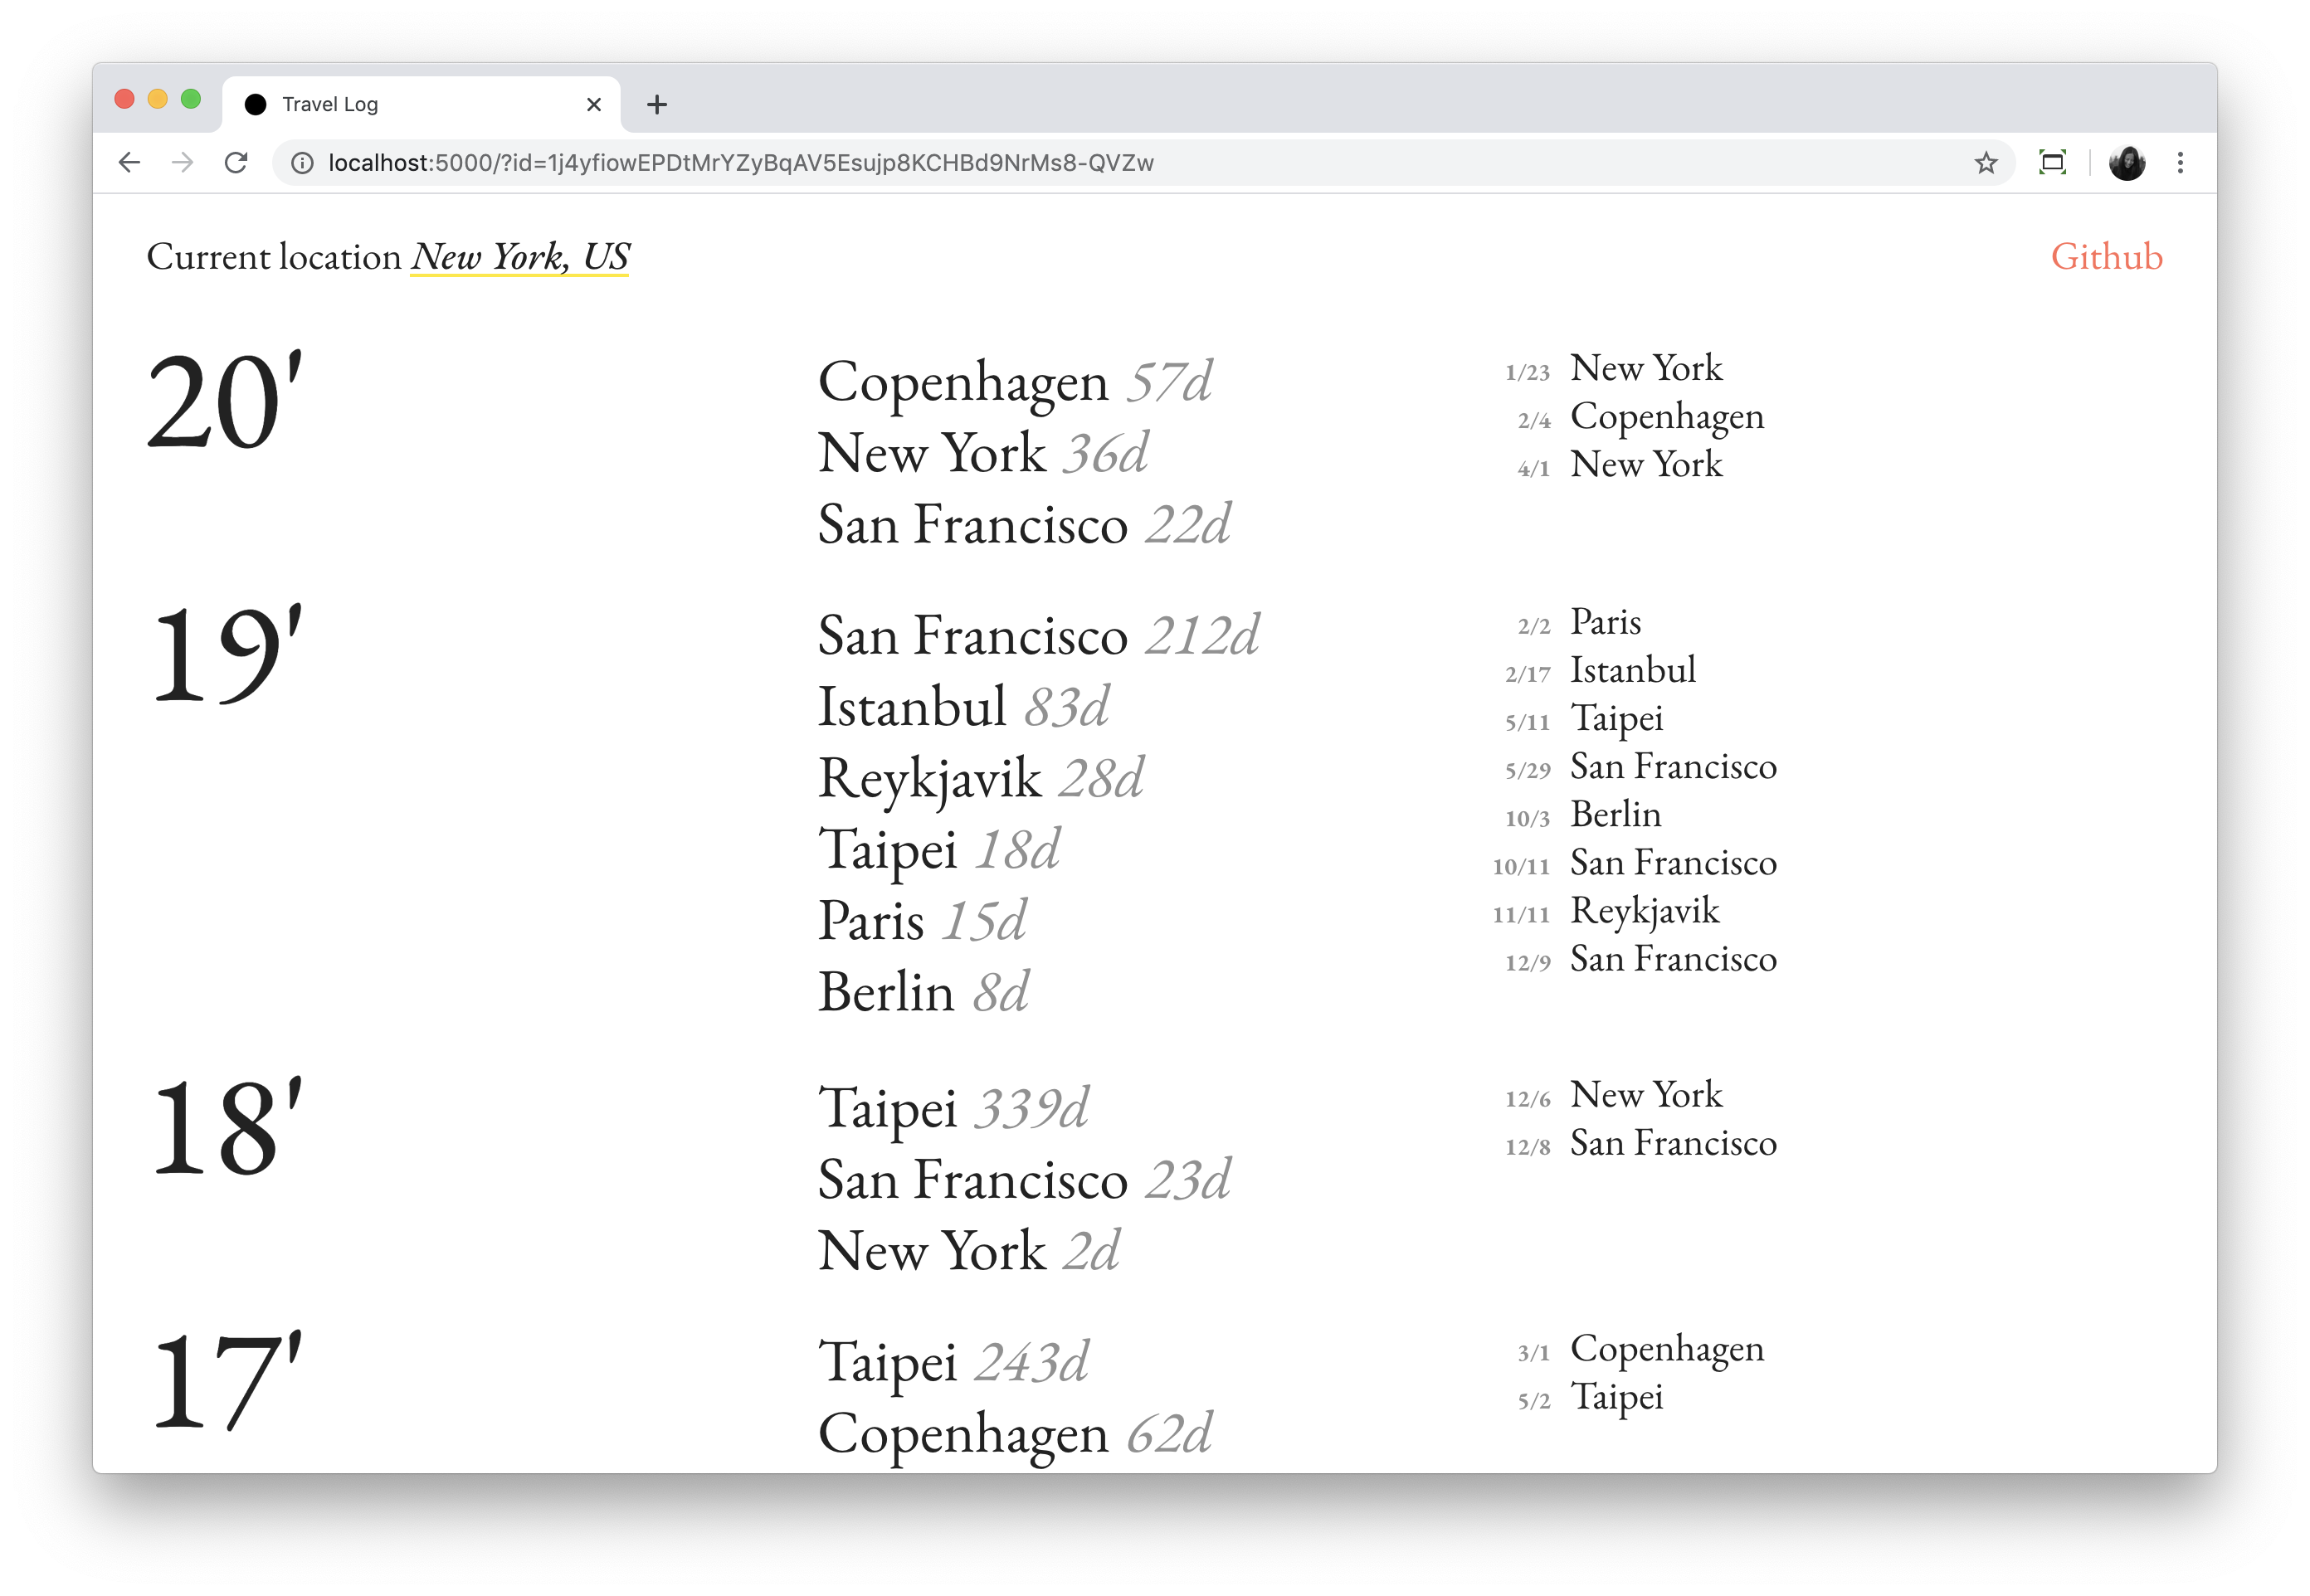 Travel Log
localhost:5000/?id=1j4yfiowEPDtMrYZyBqAV5Esujp8KCHBd9NrMs8-QVZw
Current location New York, US
Github
20'
Copenhagen 57d
New York 36d
San Francisco 22d
1/23 New York
2/4 Copenhagen
4/1 New York
19'
San Francisco 212d
Istanbul 83d
Reykjavik 28d
Taipei 18d
Paris 15d
Berlin 8d
2/2 Paris
2/17 Istanbul
5/11 Taipei
5/29 San Francisco
10/3 Berlin
10/11 San Francisco
11/11 Reykjavik
12/9 San Francisco
18'
Taipei 339d
San Francisco 23d
New York 2d
12/6 New York
12/8 San Francisco
17'
Taipei 243d
Copenhagen 62d
3/1 Copenhagen
5/2 Taipei